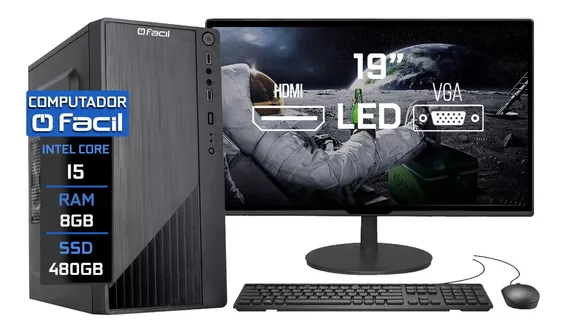 Facil
COMPUTADOR
Facil
INTEL CORE
I5
RAM
8GB
SSD
480GB
19”
HDMI
VGA
LED